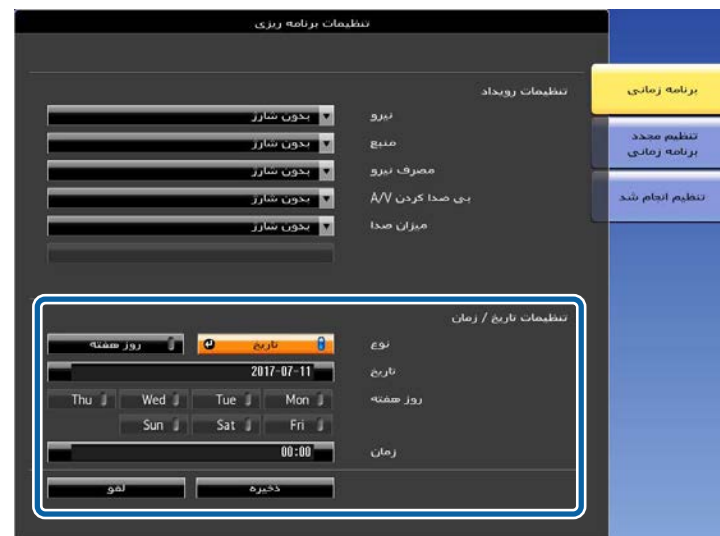 تنظیمات برنامه ریزی
برنامه زمانی
تنظیم مجدد
برنامه زمانی
تنظیم انجام شد
تنظیمات رویداد
نیرو بدون شارژ
منبع بدون شارژ
مصرف نیرو بدون شارژ
بی صدا کردن A/V بدون شارژ
میزان صدا بدون شارژ
تنظیمات تاریخ / زمان
نوع تاریخ روز هفته
تاریخ 2017-07-11
روز هفته Mon Tue Wed Thu
Fri Sat Sun
زمان 00:00
ذخیره لغو